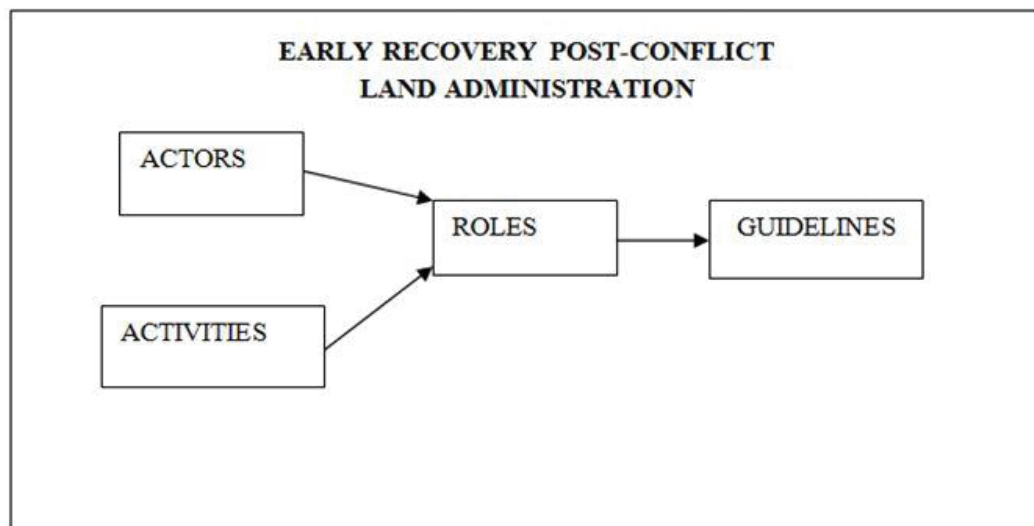 EARLY RECOVERY POST-CONFLICT
LAND ADMINISTRATION
ACTORS
ROLES
GUIDELINES
ACTIVITIES